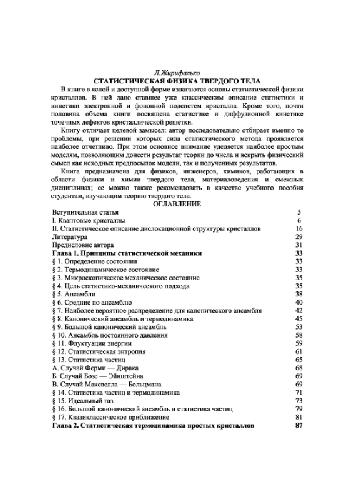 Л.Жирифалько
СТАТИСТИЧЕСКАЯ ФИЗИКА ТВЕРДОГО ТЕЛА
В книге в ясной и доступной форме излагаются основы статистической физики
кристаллов. В ней дано ставшее уже классическим описание статистики и
кинетики электронной и фононной подсистем кристалла. Кроме того, почти
половина объема книги посвящена статистике и диффузионной кинетике
точечных дефектов кристаллической решетки.
Книгу отличает целевой замысел: автор последовательно отбирает именно те
проблемы, при решении которых сила статистического метода проявляется
наиболее отчетливо. При этом основное внимание уделяется наиболее простым
моделям, позволяющим довести результат теории до числа и вскрыть физический
смысл как исходных предпосылок модели, так и полученных результатов.
Книга предназначена для физиков, инженеров, химиков, работающих в
области физики и химии твердого тела, материаловедения и смежных
дисциплинах; ее можно также рекомендовать в качестве учебного пособия
студентам, изучающим теорию твердого тела.
ОГЛАВЛЕНИЕ
Вступительная статья 5
I. Квантовые кристаллы 6
II. Статистическое описание дислокационной структуры кристаллов 16
Литература 29
Предисловие автора 31
Глава 1. Принципы статистической механики 33
§ 1. Определение состояния 33
§ 2. Термодинамическое состояние 33
§ 3. Микроскопическое механическое состояние 35
§ 4. Цель статистико-механического подхода 35
§ 5. Ансамбли 38
§ 6. Средние по ансамблю 40
§ 7. Наиболее вероятное распределение для канонического ансамбля 42
§ 8. Канонический ансамбль и термодинамика 45
§ 9. Большой канонический ансамбль 53
§ 10. Ансамбль постоянного давления 58
§ 11. Флуктуации энергии 59
§ 12. Статистическая энтропия 61
§ 13. Статистика частиц 65
А. Случай Ферми — Дирака 68
Б. Случай Бозе — Эйнштейна 69
В. Случай Максвелла — Больцмана 69
§ 14. Статистика частиц и термодинамика 71
§ 15. Идеальный газ 73
§ 16. Большой канонический ансамбль и статистика частиц 79
§ 17. Квазиклассическое приближение 81
Глава 2. Статистическая термодинамика простых кристаллов 87